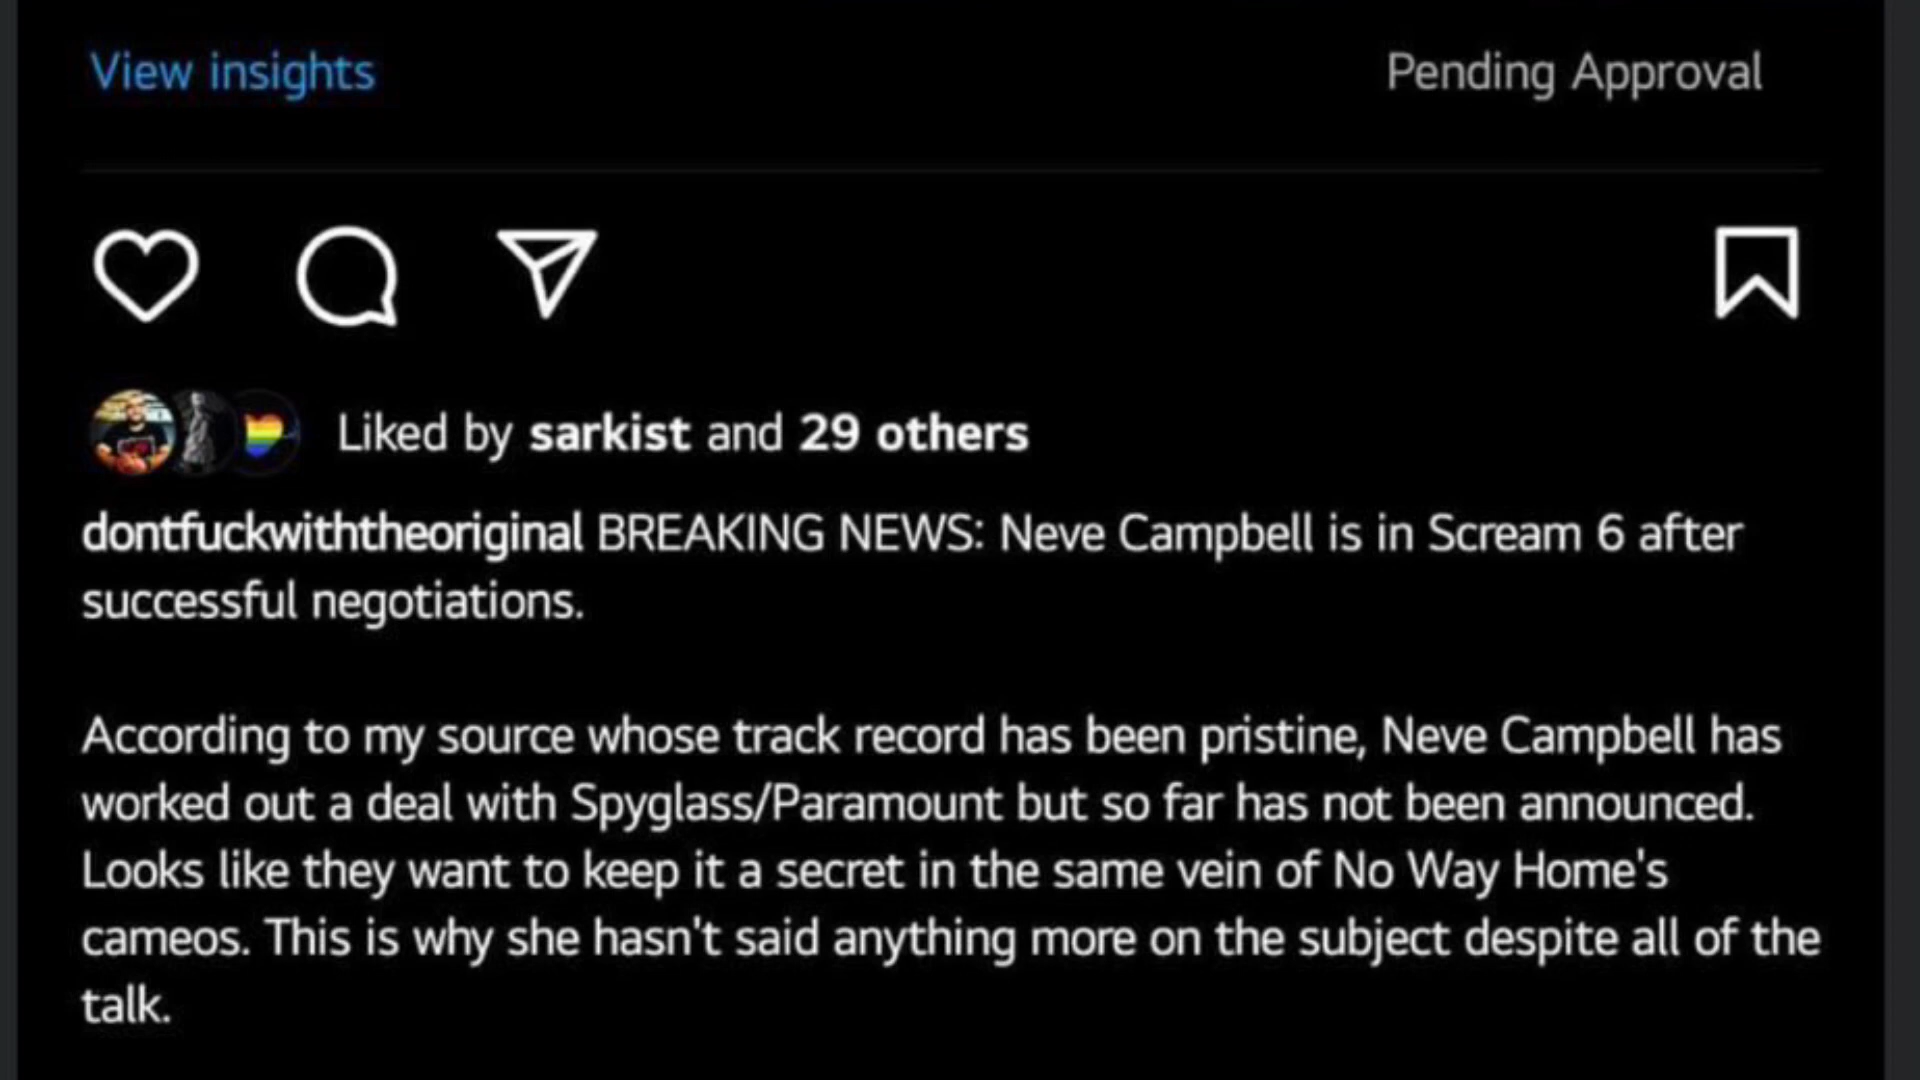 View insights
Pending Approval
Liked by sarkist and 29 others
dontfuckwiththeoriginal BREAKING NEWS: Neve Campbell is in Scream 6 after
successful negotiations.
According to my source whose track record has been pristine, Neve Campbell has
worked out a deal with Spyglass/Paramount but so far has not been announced.
Looks like they want to keep it a secret in the same vein of No Way Home's
cameos. This is why she hasn't said anything more on the subject despite all of the
talk.